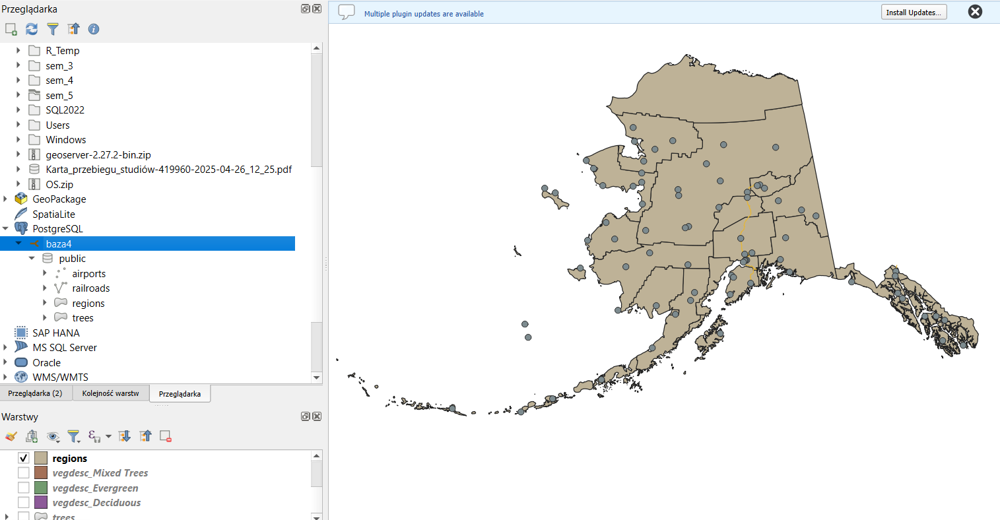 Przeglądarka
R_Temp
sem_3
sem_4
sem_5
SQL2022
Users
Windows
geoserver-2.27.2-bin.zip
Karta_przebiegu_studiów-419960-2025-04-26_12_25.pdf
OS.zip
GeoPackage
SpatiaLite
PostgreSQL
baza4
public
airports
railroads
regions
trees
SAP HANA
MS SQL Server
Oracle
WMS/WMTS
Przeglądarka (2) Kolejność warstw Przeglądarka
Warstwy
regions
vegdesc_Mixed Trees
vegdesc_Evergreen
vegdesc_Deciduous
trees
Multiple plugin updates are available
Install Updates...